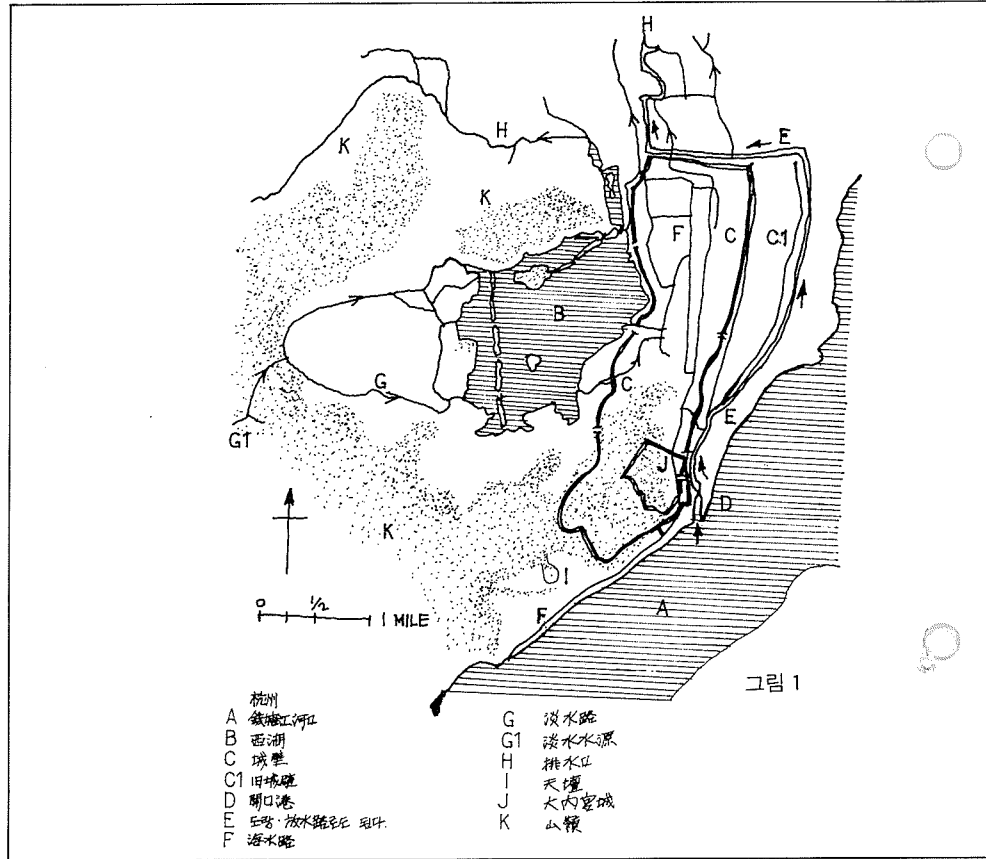 H
K
H
E
K
F
C
C1
B
C
G
E
G1
J
D
K
I
F
A
0 1/2 1 MILE
그림 1
杭州
A 錢塘江河口
B 西湖
C 城壁
C1 旧城壁
D 閘口港
E 도랑·放水路로도 된다.
F 海水路
G 淡水路
G1 淡水水源
H 排水口
I 天壇
J 大内宮城
K 山嶺